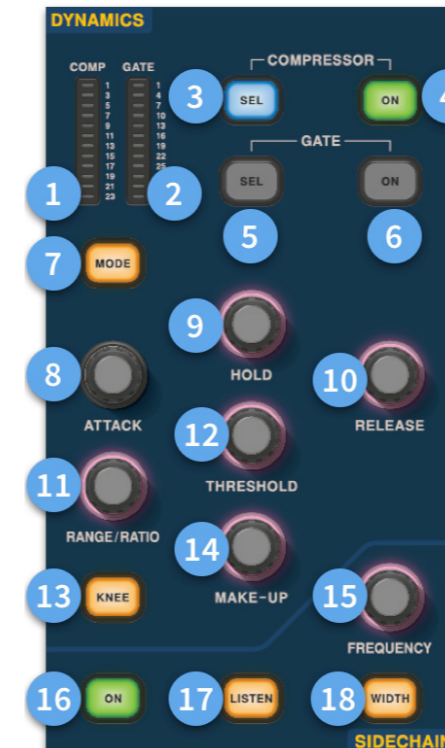 DYNAMICS
COMP GATE
COMPRESSOR
1 1
3 4
5 7
7 10
9 13
11 16
13 19
15 22
17 25
19
21
23
3 SEL ON 4
GATE
SEL ON
1 2 5 6
7 MODE
9
HOLD
8 10
ATTACK RELEASE
12
THRESHOLD
11
RANGE/RATIO
14
MAKE-UP
13 KNEE 15
FREQUENCY
16 ON 17 LISTEN 18 WIDTH
SIDECHAIN